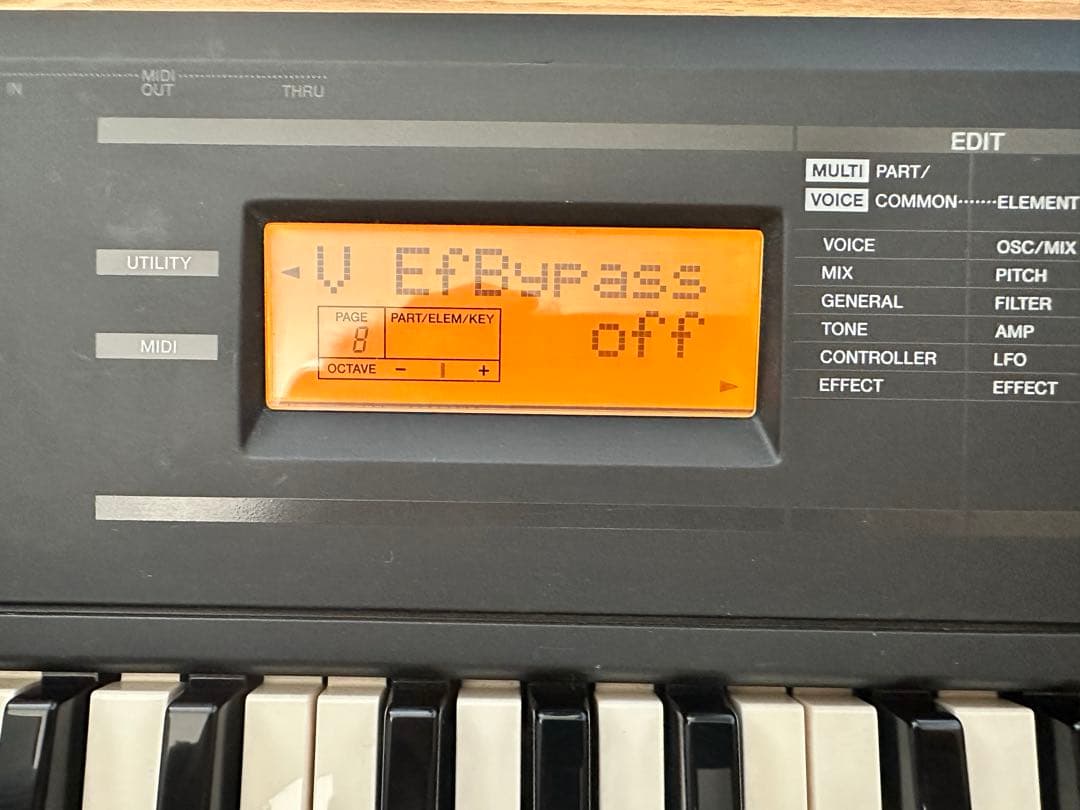 IN MIDI OUT THRU
EDIT
MULTI PART/
VOICE COMMON·······ELEMENT
UTILITY
MIDI
◄V EfBypass
PAGE PART/ELEM/KEY
8 off
OCTAVE − +
►
VOICE OSC/MIX
MIX PITCH
GENERAL FILTER
TONE AMP
CONTROLLER LFO
EFFECT EFFECT